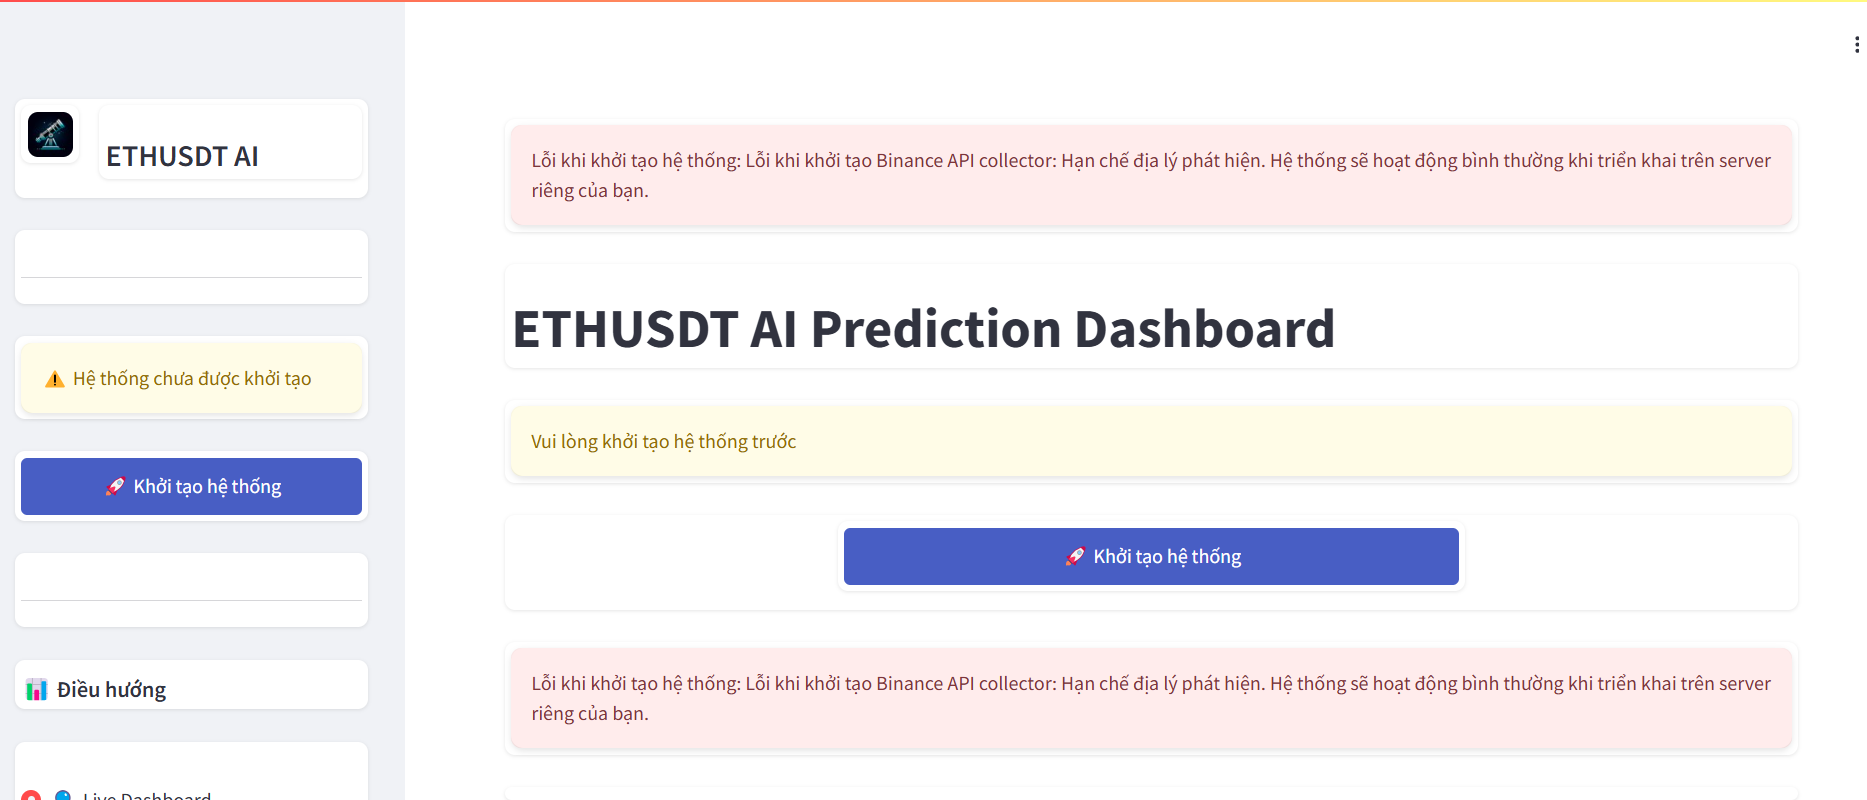 ETHUSDT AI
⚠️ Hệ thống chưa được khởi tạo
🚀 Khởi tạo hệ thống
📊 Điều hướng
Live Dashboard
Lỗi khi khởi tạo hệ thống: Lỗi khi khởi tạo Binance API collector: Hạn chế địa lý phát hiện. Hệ thống sẽ hoạt động bình thường khi triển khai trên server
riêng của bạn.
ETHUSDT AI Prediction Dashboard
Vui lòng khởi tạo hệ thống trước
🚀 Khởi tạo hệ thống
Lỗi khi khởi tạo hệ thống: Lỗi khi khởi tạo Binance API collector: Hạn chế địa lý phát hiện. Hệ thống sẽ hoạt động bình thường khi triển khai trên server
riêng của bạn.